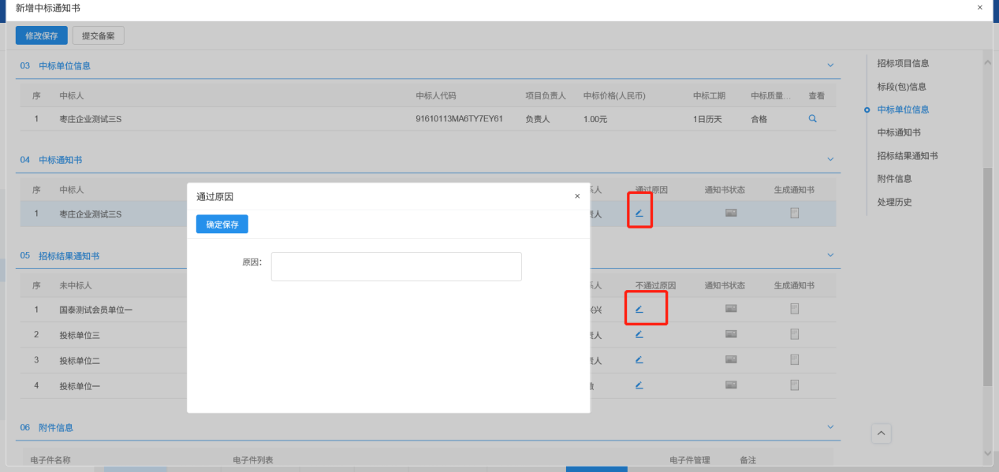 新增中标通知书 ×
修改保存 提交备案
03 中标单位信息
序 中标人 中标人代码 项目负责人 中标价格(人民币) 中标工期 中标质量... 查看
1 枣庄企业测试三S 91610113MA6TY7EY61 负责人 1.00元 1日历天 合格
04 中标通知书
序 中标人 系人 通过原因 通知书状态 生成通知书
1 枣庄企业测试三S 责人
通过原因 ×
确定保存
原因:
05 招标结果通知书
序 未中标人 系人 不通过原因 通知书状态 生成通知书
1 国泰测试会员单位一 兴
2 投标单位三 责人
3 投标单位二 责人
4 投标单位一
06 附件信息
电子件名称 电子件列表 电子件管理 备注
招标项目信息
标段(包)信息
中标单位信息
中标通知书
招标结果通知书
附件信息
处理历史